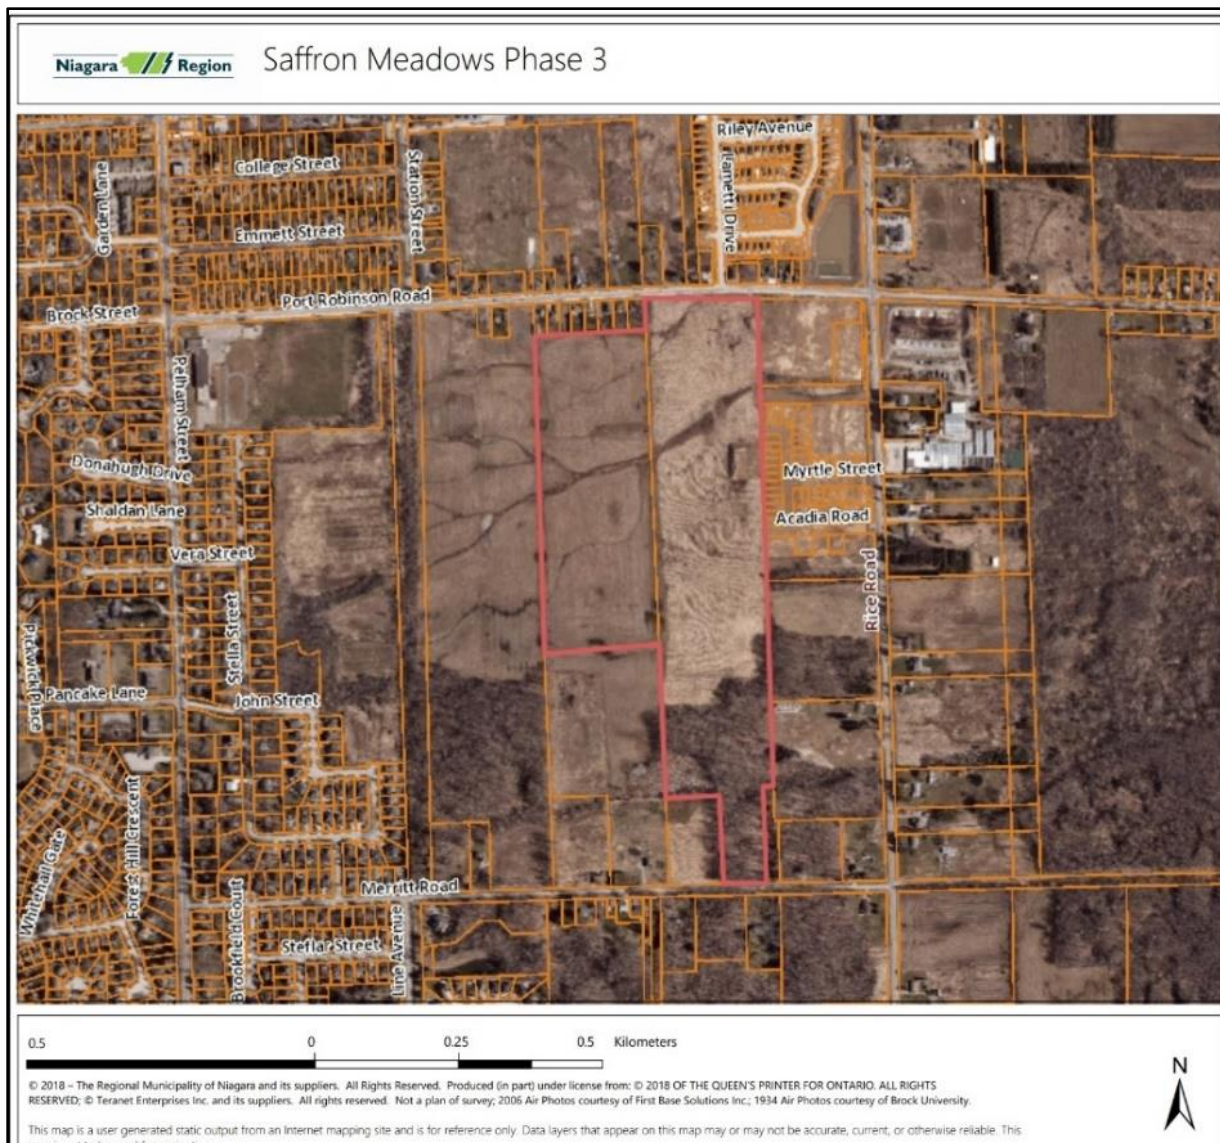 Niagara Region
Saffron Meadows Phase 3
Riley Avenue
College Street
Garden Lane
Station Street
Emmett Street
Port Robinson Road
Brock Street
Pelham Street
Donahugh Drive
Myrtle Street
Shaldan Lane
Acadia Road
Vera Street
Rice Road
Stella Street
Pickwick Place
Pancake Lane
John Street
Forest Hill Crescent
Whitehall Gate
Merritt Road
Brookfield Court
Steflar Street
Line Avenue
0.5 0 0.25 0.5 Kilometers
N
© 2018 – The Regional Municipality of Niagara and its suppliers. All Rights Reserved. Produced (in part) under license from: © 2018 OF THE QUEEN'S PRINTER FOR ONTARIO. ALL RIGHTS
RESERVED; © Teranet Enterprises Inc. and its suppliers. All rights reserved. Not a plan of survey; 2006 Air Photos courtesy of First Base Solutions Inc.; 1934 Air Photos courtesy of Brock University.
This map is a user generated static output from an Internet mapping site and is for reference only. Data layers that appear on this map may or may not be accurate, current, or otherwise reliable. This